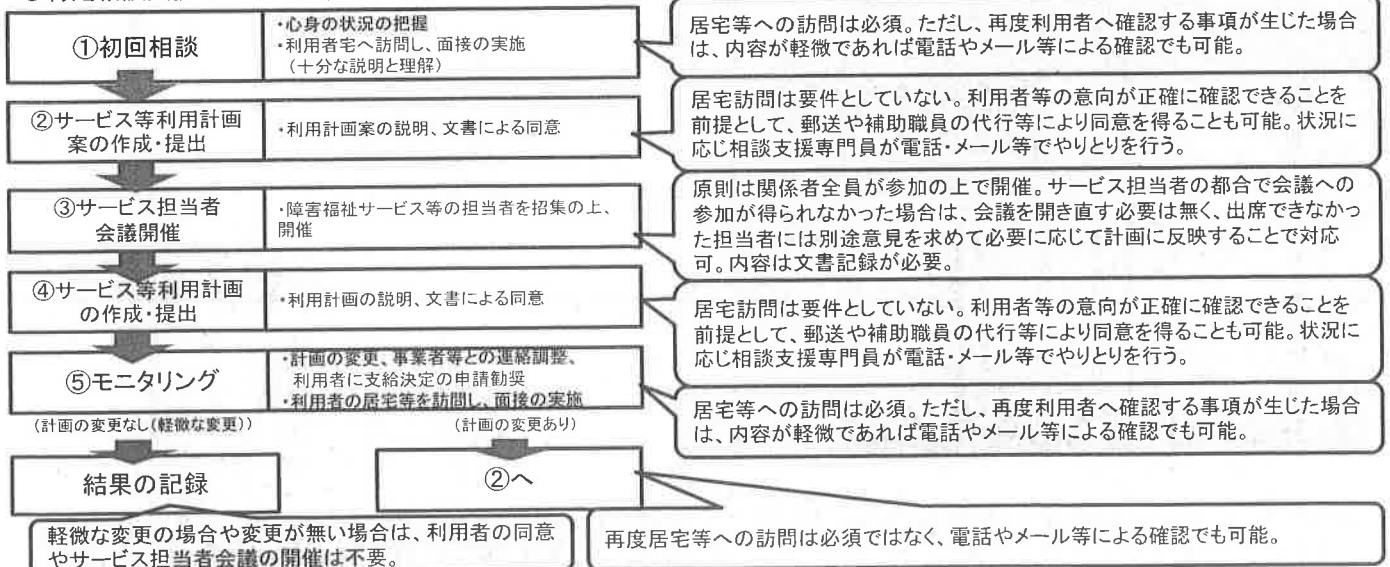 ①初回相談
・心身の状況の把握
・利用者宅へ訪問し、面接の実施
(十分な説明と理解)
居宅等への訪問は必須。ただし、再度利用者へ確認する事項が生じた場合
は、内容が軽微であれば電話やメール等による確認でも可能。
②サービス等利用計画
案の作成・提出
・利用計画案の説明、文書による同意
居宅訪問は要件としていない。利用者等の意向が正確に確認できることを
前提として、郵送や補助職員の代行等により同意を得ることも可能。状況に
応じ相談支援専門員が電話・メール等でやりとりを行う。
③サービス担当者
会議開催
・障害福祉サービス等の担当者を招集の上、
開催
原則は関係者全員が参加の上で開催。サービス担当者の都合で会議への
参加が得られなかった場合は、会議を開き直す必要は無く、出席できなかっ
た担当者には別途意見を求めて必要に応じて計画に反映することで対応
可。内容は文書記録が必要。
④サービス等利用計画
の作成・提出
・利用計画の説明、文書による同意
居宅訪問は要件としていない。利用者等の意向が正確に確認できることを
前提として、郵送や補助職員の代行等により同意を得ることも可能。状況に
応じ相談支援専門員が電話・メール等でやりとりを行う。
⑤モニタリング
・計画の変更、事業者等との連絡調整、
利用者に支給決定の申請勧奨
・利用者の居宅等を訪問し、面接の実施
居宅等への訪問は必須。ただし、再度利用者へ確認する事項が生じた場合
は、内容が軽微であれば電話やメール等による確認でも可能。
(計画の変更なし(軽微な変更))
(計画の変更あり)
結果の記録
②へ
軽微な変更の場合や変更が無い場合は、利用者の同意
やサービス担当者会議の開催は不要。
再度居宅等への訪問は必須ではなく、電話やメール等による確認でも可能。